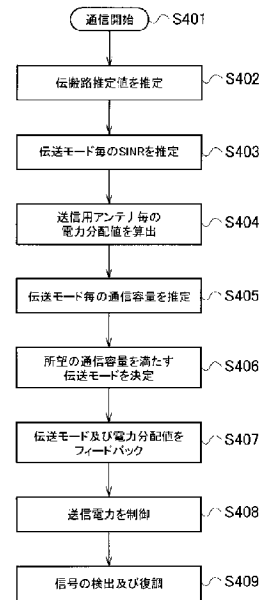 通信開始 S401
伝搬路推定値を推定 S402
伝送モード毎のSINRを推定 S403
送信用アンテナ毎の
電力分配値を算出 S404
伝送モード毎の通信容量を推定 S405
所望の通信容量を満たす
伝送モードを決定 S406
伝送モード及び電力分配値を
フィードバック S407
送信電力を制御 S408
信号の検出及び復調 S409